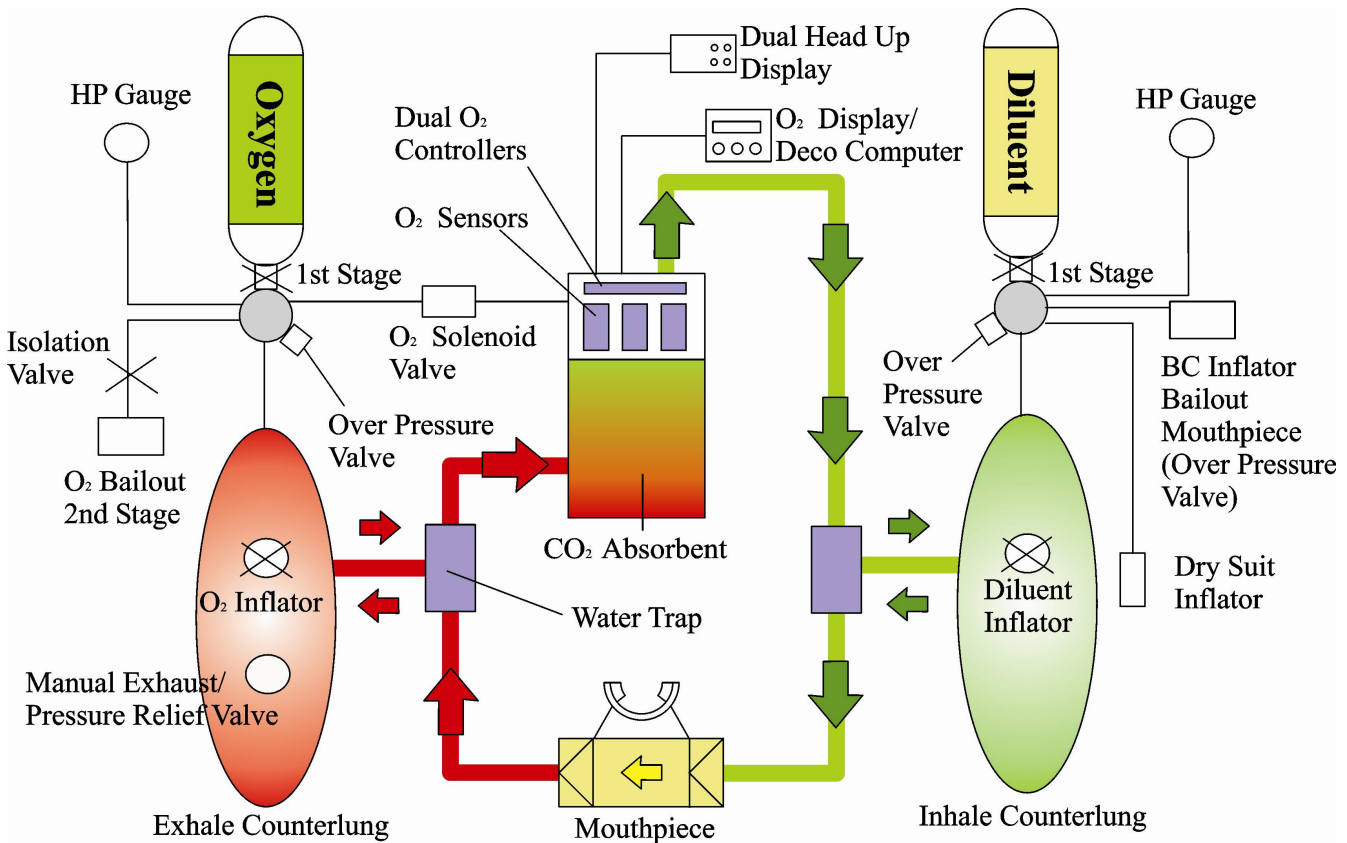 HP Gauge
Oxygen
Dual O₂
Controllers
O₂ Sensors
Dual Head Up
Display
O₂ Display/
Deco Computer
Diluent
HP Gauge
1st Stage
1st Stage
Isolation
Valve
O₂ Solenoid
Valve
Over
Pressure
Valve
BC Inflator
Bailout
Mouthpiece
(Over Pressure
Valve)
Over Pressure
Valve
O₂ Bailout
2nd Stage
CO₂ Absorbent
O₂ Inflator
Water Trap
Diluent
Inflator
Dry Suit
Inflator
Manual Exhaust/
Pressure Relief Valve
Exhale Counterlung
Mouthpiece
Inhale Counterlung